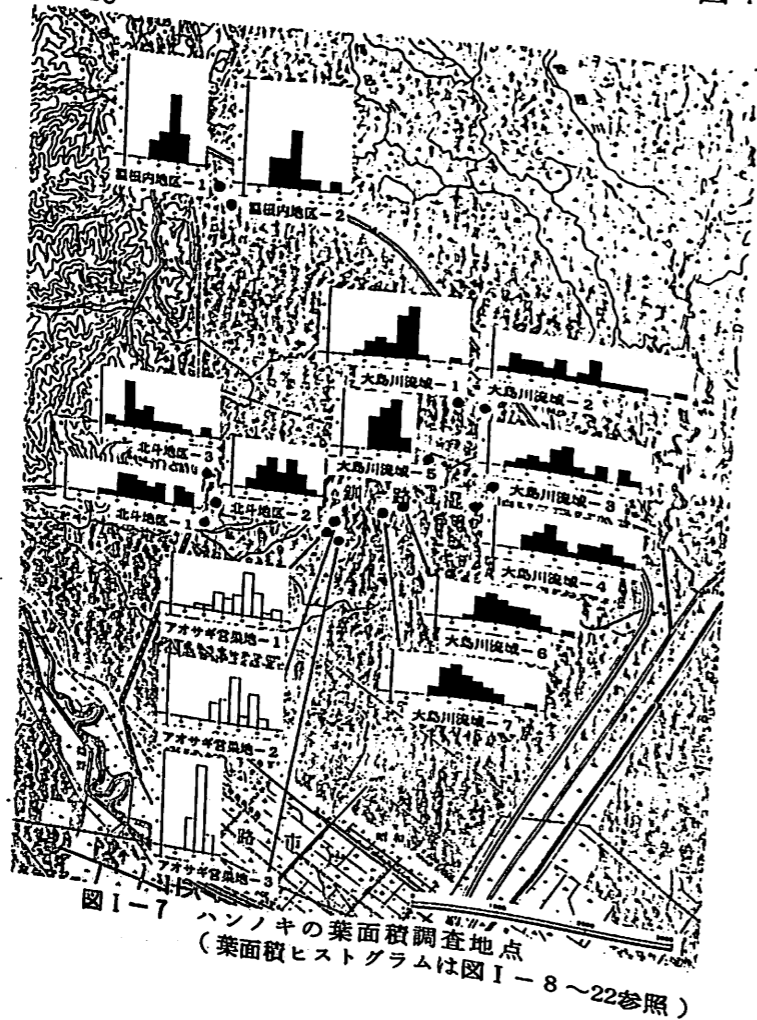 温根内地区-1
温根内地区-2
大島川流域-1
大島川流域-2
北斗地区-3
大島川流域-5
大島川流域-3
北斗地区-1
北斗地区-2
釧路湿
大島川流域-4
アオサギ営巣地-1
大島川流域-6
アオサギ営巣地-2
大島川流域-7
路市
アオサギ営巣地-3
図Ⅰ-7 ハンノキの葉面積調査地点
(葉面積ヒストグラムは図Ⅰ-8~22参照)